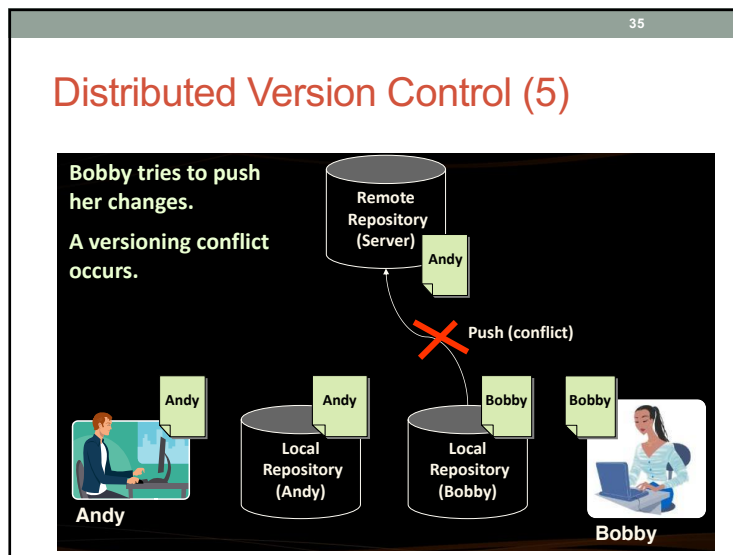 35
Distributed Version Control (5)
Bobby tries to push
her changes.
A versioning conflict
occurs.
Remote
Repository
(Server)
Andy
Push (conflict)
Andy
Andy
Bobby
Bobby
Local
Repository
(Andy)
Local
Repository
(Bobby)
Andy
Bobby